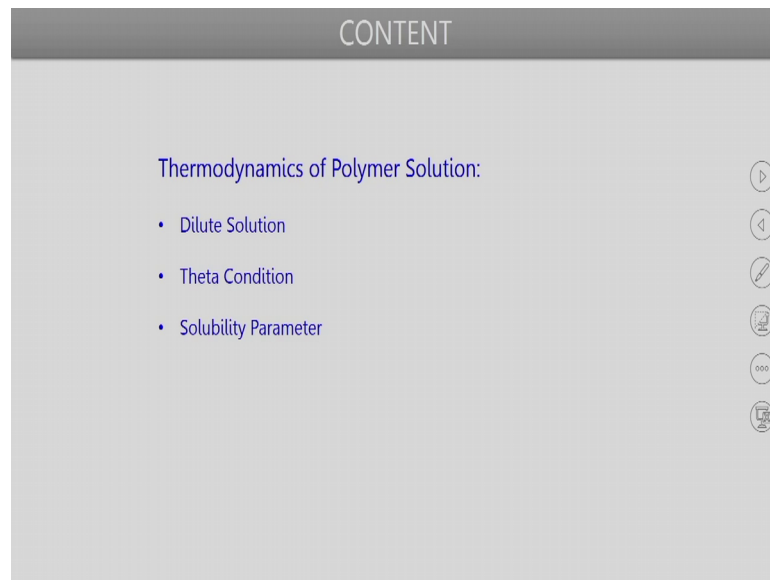 CONTENT
Thermodynamics of Polymer Solution:
• Dilute Solution
• Theta Condition
• Solubility Parameter